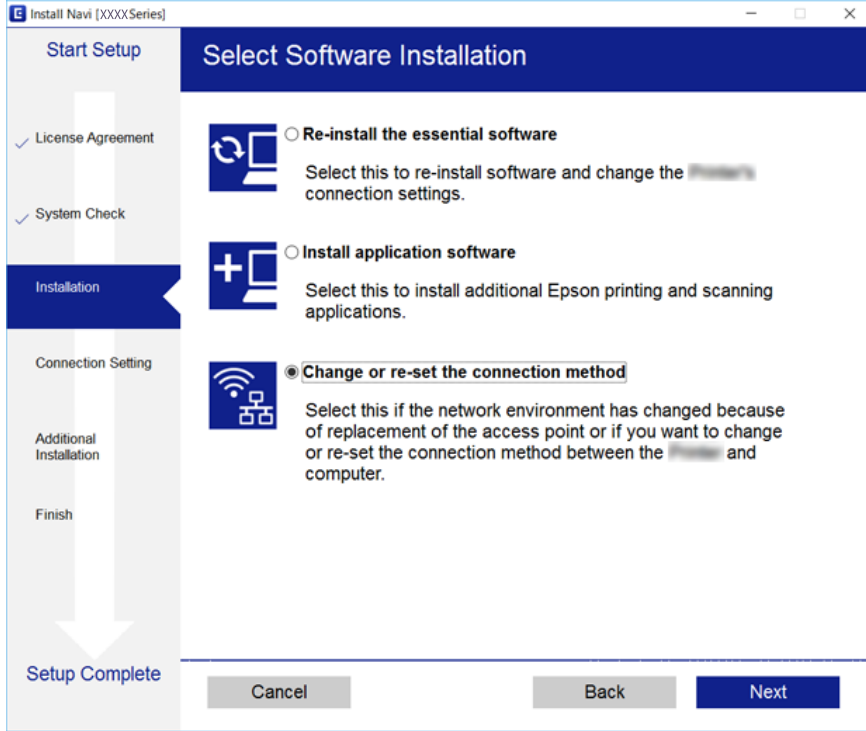 Install Navi [XXXX Series]
Start Setup
Select Software Installation
License Agreement
System Check
Installation
Connection Setting
Additional
Installation
Finish
Setup Complete
Re-install the essential software
Select this to re-install software and change the
connection settings.
Install application software
Select this to install additional Epson printing and scanning
applications.
Change or re-set the connection method
Select this if the network environment has changed because
of replacement of the access point or if you want to change
or re-set the connection method between the and
computer.
Cancel
Back
Next